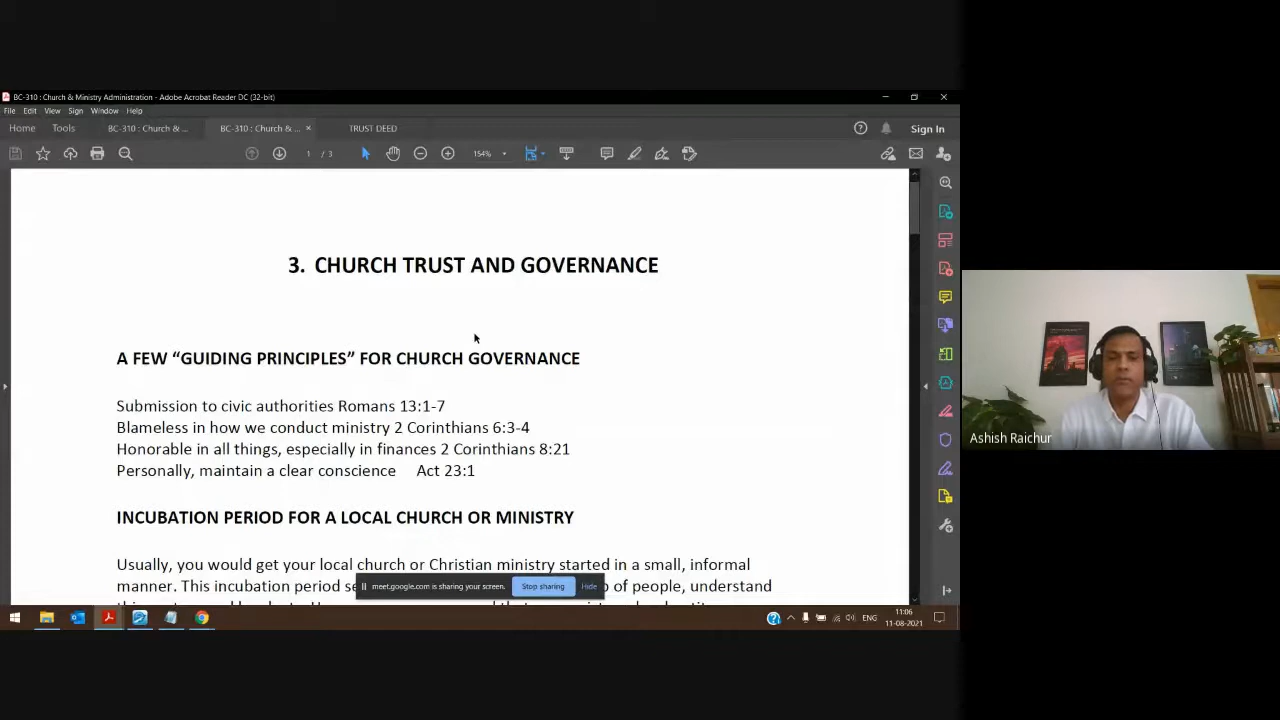 BC-310 : Church & Ministry Administration - Adobe Acrobat Reader DC (32-bit)
File Edit View Sign Window Help
Home Tools BC-310 : Church & ... BC-310 : Church & ... × TRUST DEED Sign In
1 / 3 154%
3. CHURCH TRUST AND GOVERNANCE
A FEW “GUIDING PRINCIPLES” FOR CHURCH GOVERNANCE
Submission to civic authorities Romans 13:1-7
Blameless in how we conduct ministry 2 Corinthians 6:3-4
Honorable in all things, especially in finances 2 Corinthians 8:21
Personally, maintain a clear conscience Act 23:1
INCUBATION PERIOD FOR A LOCAL CHURCH OR MINISTRY
Usually, you would get your local church or Christian ministry started in a small, informal
manner. This incubation period of people, understand
meet.google.com is sharing your screen. Stop sharing Hide
ENG 11:06
11-08-2021
Ashish Raichur